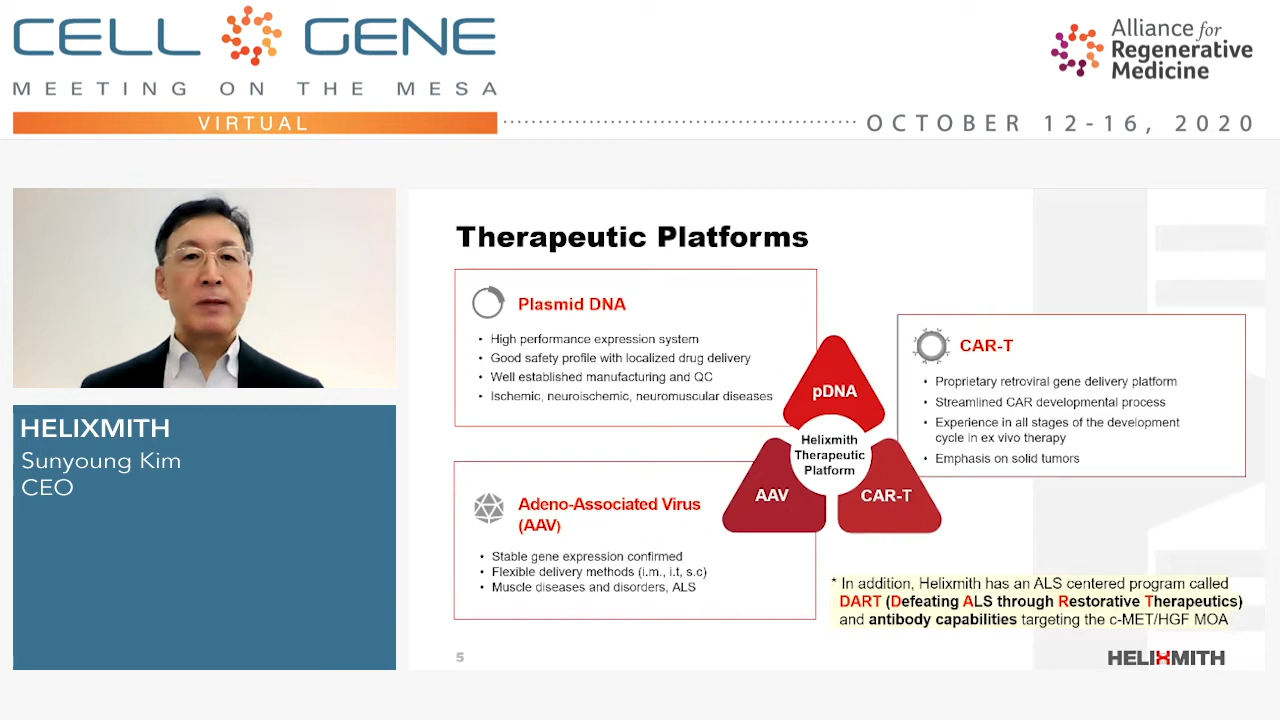 CELL GENE
MEETING ON THE MESA
VIRTUAL
Alliance for
Regenerative
Medicine
OCTOBER 12-16, 2020
HELIXMITH
Sunyoung Kim
CEO
Therapeutic Platforms
Plasmid DNA
• High performance expression system
• Good safety profile with localized drug delivery
• Well established manufacturing and QC
• Ischemic, neuroischemic, neuromuscular diseases
Adeno-Associated Virus
(AAV)
• Stable gene expression confirmed
• Flexible delivery methods (i.m., i.t, s.c)
• Muscle diseases and disorders, ALS
pDNA
Helixmith
Therapeutic
Platform
AAV
CAR-T
CAR-T
• Proprietary retroviral gene delivery platform
• Streamlined CAR developmental process
• Experience in all stages of the development
cycle in ex vivo therapy
• Emphasis on solid tumors
* In addition, Helixmith has an ALS centered program called
DART (Defeating ALS through Restorative Therapeutics)
and antibody capabilities targeting the c-MET/HGF MOA
5
HELIXMITH